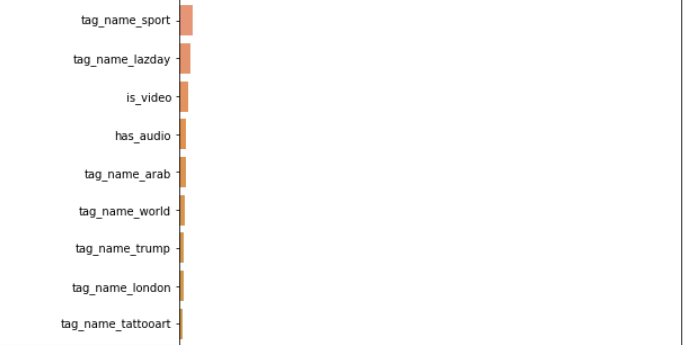 tag_name_sport
tag_name_lazday
is_video
has_audio
tag_name_arab
tag_name_world
tag_name_trump
tag_name_london
tag_name_tattooart